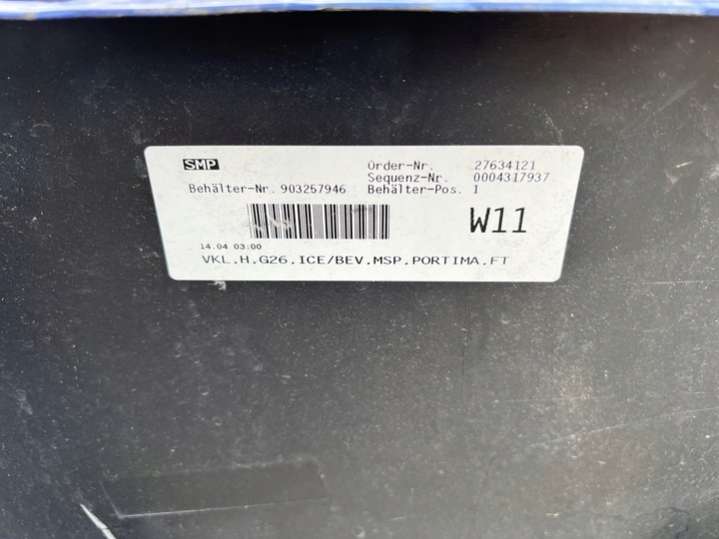 SMP
Order-Nr. 27634121
Sequenz-Nr. 0004317937
Behälter-Nr. 903257946 Behälter-Pos. 1
W11
14.04 03:00
VKL.H.G26.ICE/BEV.MSP.PORTIMA.FT